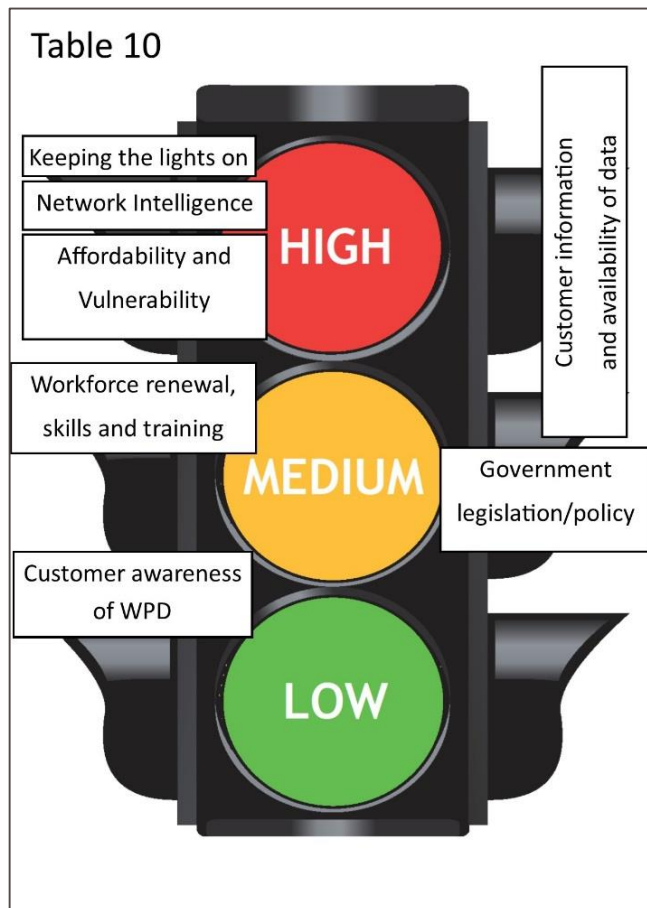 Table 10
Keeping the lights on
Network Intelligence
Affordability and
Vulnerability
HIGH
Customer information
and availability of data
Workforce renewal,
skills and training
MEDIUM
Government
legislation/policy
Customer awareness
of WPD
LOW